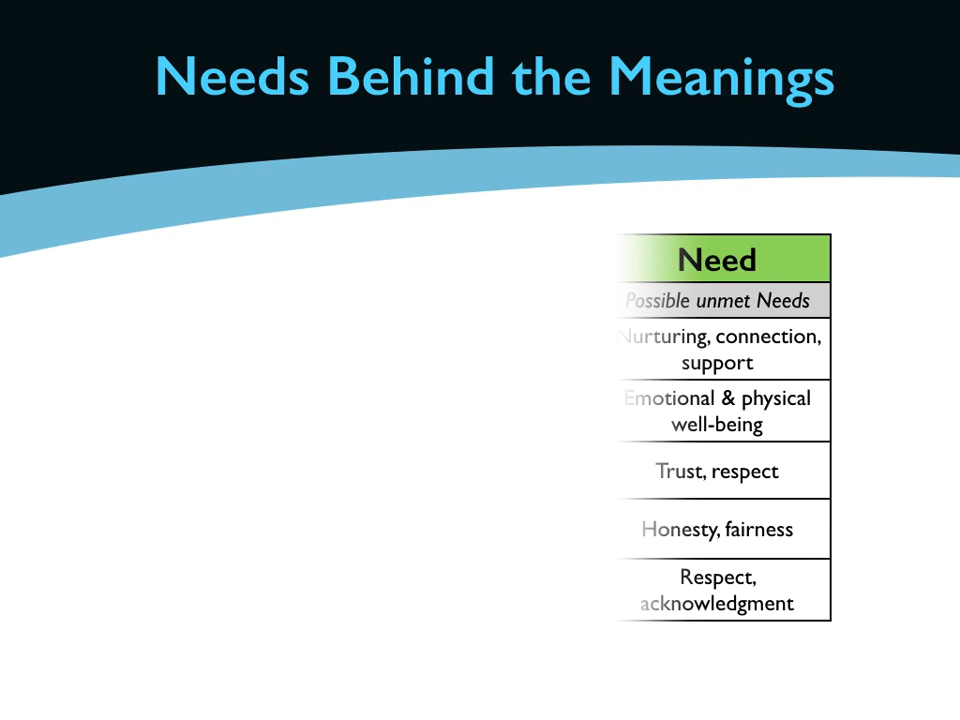 Needs Behind the Meanings
Need
Possible unmet Needs
Nurturing, connection,
support
Emotional & physical
well-being
Trust, respect
Honesty, fairness
Respect,
acknowledgment